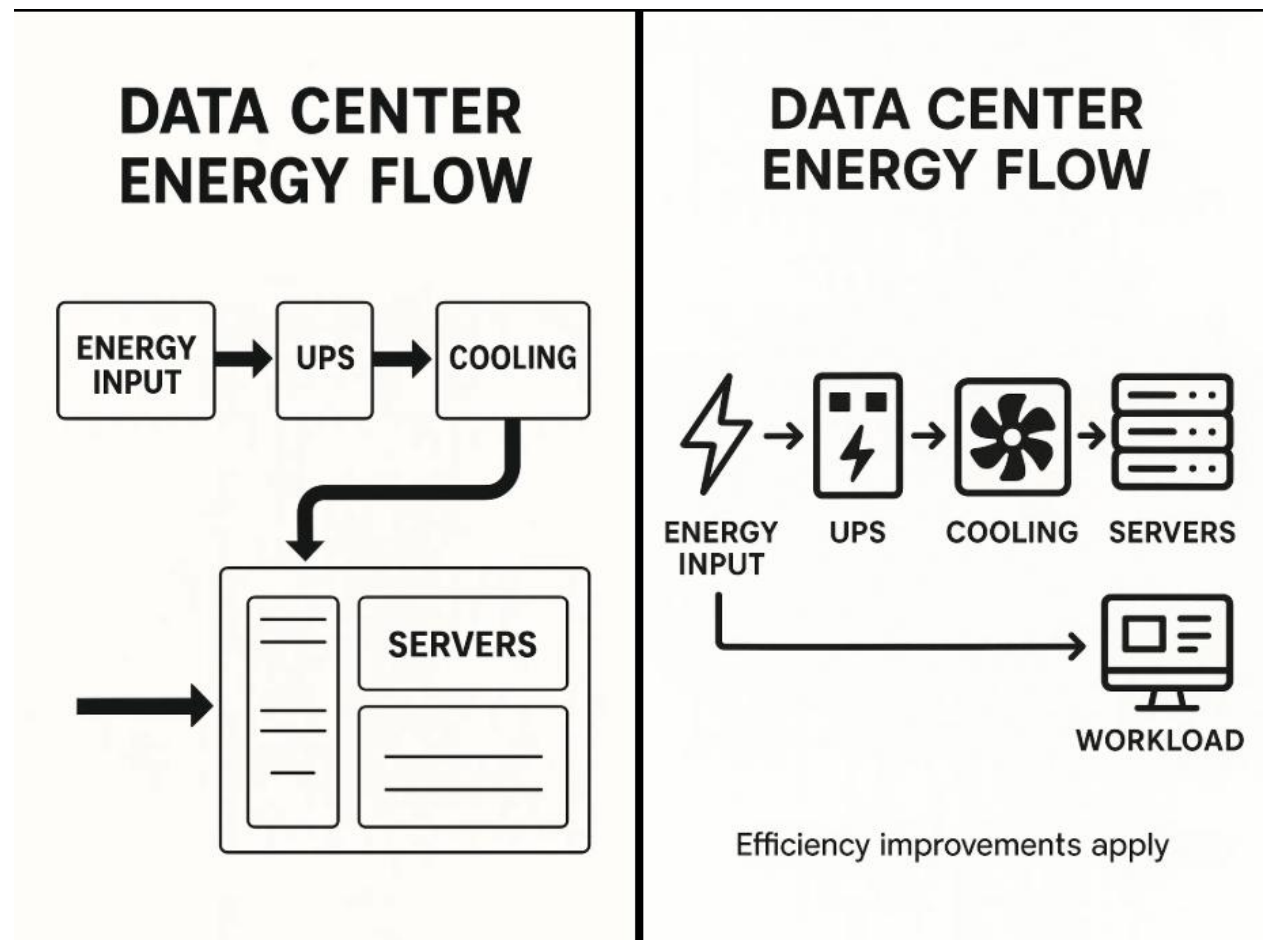 DATA CENTER
ENERGY FLOW
ENERGY
INPUT
UPS
COOLING
SERVERS
DATA CENTER
ENERGY FLOW
ENERGY
INPUT
UPS
COOLING
SERVERS
WORKLOAD
Efficiency improvements apply